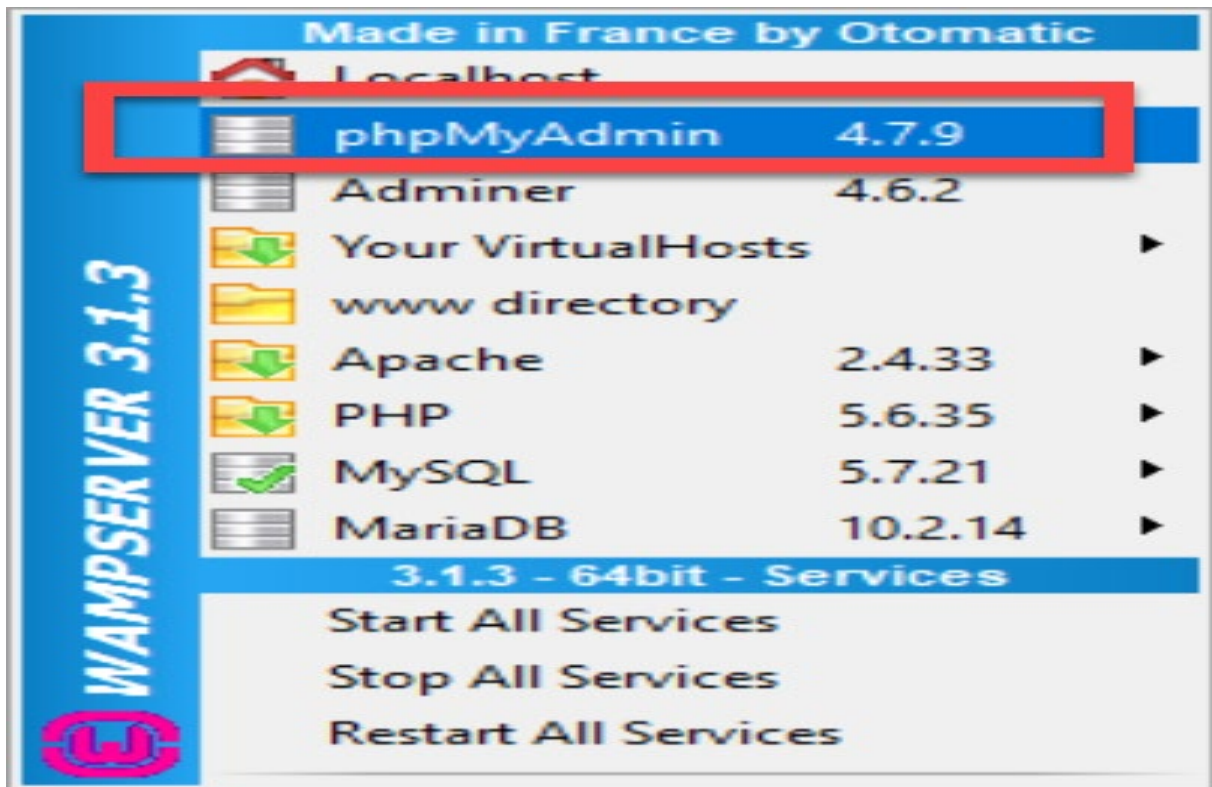 Made in France by Otomatic
Localhost
phpMyAdmin 4.7.9
Adminer 4.6.2
Your VirtualHosts
www directory
Apache 2.4.33
PHP 5.6.35
MySQL 5.7.21
MariaDB 10.2.14
3.1.3 - 64bit - Services
Start All Services
Stop All Services
Restart All Services
WAMPSERVER 3.1.3